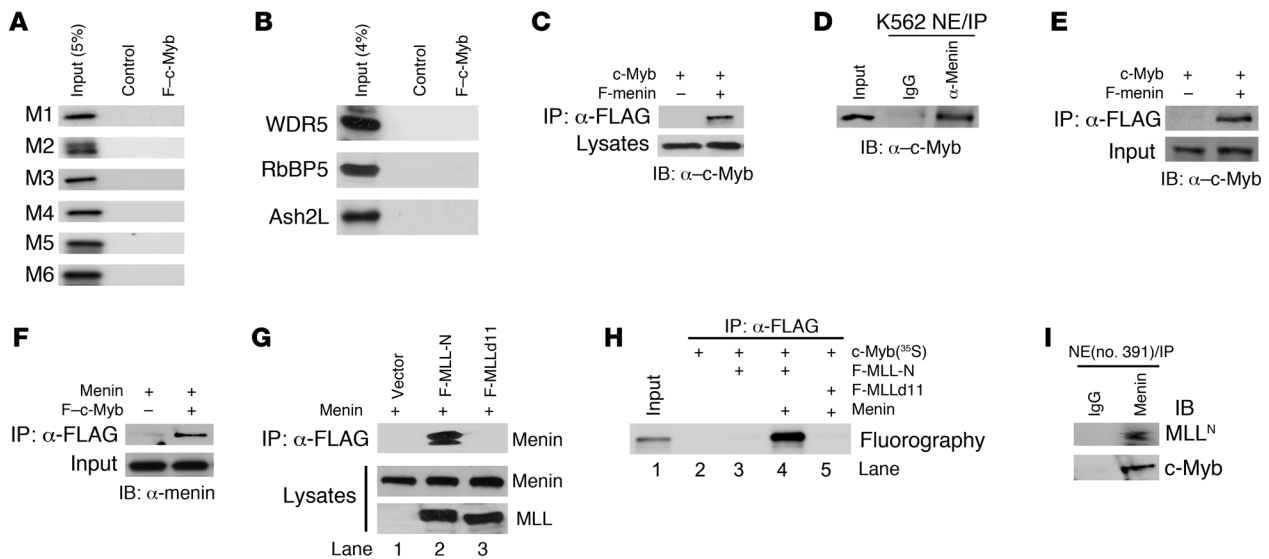 A
Input (5%)
Control
F–c-Myb
M1
M2
M3
M4
M5
M6
B
Input (4%)
Control
F–c-Myb
WDR5
RbBP5
Ash2L
C
c-Myb + +
F-menin – +
IP: α-FLAG
Lysates
IB: α–c-Myb
D
K562 NE/IP
Input
IgG
α-Menin
IB: α–c-Myb
E
c-Myb + +
F-menin – +
IP: α-FLAG
Input
IB: α–c-Myb
F
Menin + +
F–c-Myb – +
IP: α-FLAG
Input
IB: α-menin
G
Vector
F-MLL-N
F-MLLd11
Menin + + +
IP: α-FLAG Menin
Lysates
Menin
MLL
Lane 1 2 3
H
IP: α-FLAG
Input
+ + + + c-Myb(³⁵S)
+ + F-MLL-N
+ F-MLLd11
+ + Menin
Fluorography
1 2 3 4 5 Lane
I
NE(no. 391)/IP
IgG
Menin
IB
MLLᴺ
c-Myb